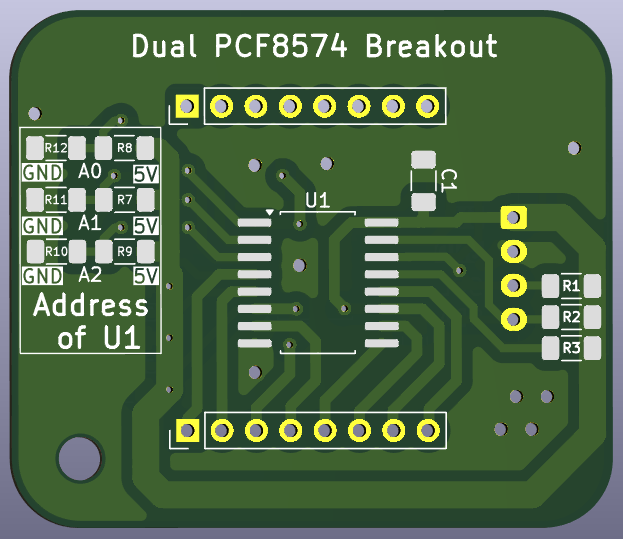 Dual PCF8574 Breakout
R12 R8
GND A0 5V
R11 R7
GND A1 5V
R10 R9
GND A2 5V
Address
of U1
U1
C1
R1
R2
R3